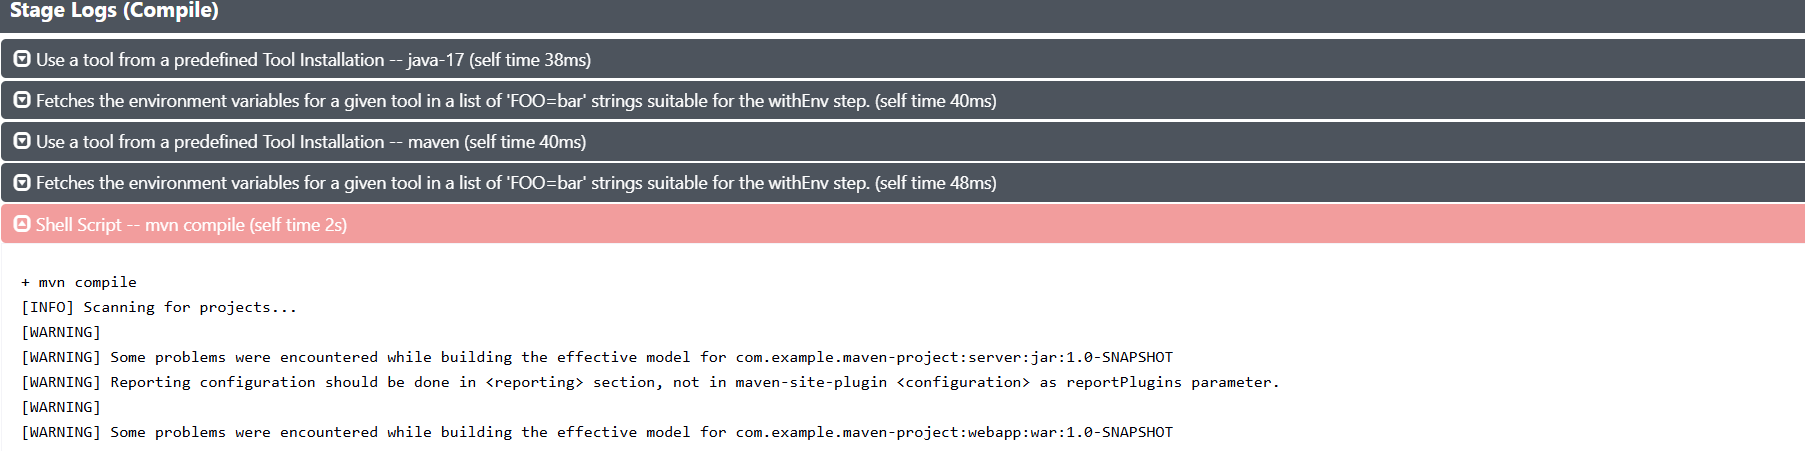 Stage Logs (Compile)
Use a tool from a predefined Tool Installation -- java-17 (self time 38ms)
Fetches the environment variables for a given tool in a list of 'FOO=bar' strings suitable for the withEnv step. (self time 40ms)
Use a tool from a predefined Tool Installation -- maven (self time 40ms)
Fetches the environment variables for a given tool in a list of 'FOO=bar' strings suitable for the withEnv step. (self time 48ms)
Shell Script -- mvn compile (self time 2s)
+ mvn compile
[INFO] Scanning for projects...
[WARNING]
[WARNING] Some problems were encountered while building the effective model for com.example.maven-project:server:jar:1.0-SNAPSHOT
[WARNING] Reporting configuration should be done in <reporting> section, not in maven-site-plugin <configuration> as reportPlugins parameter.
[WARNING]
[WARNING] Some problems were encountered while building the effective model for com.example.maven-project:webapp:war:1.0-SNAPSHOT